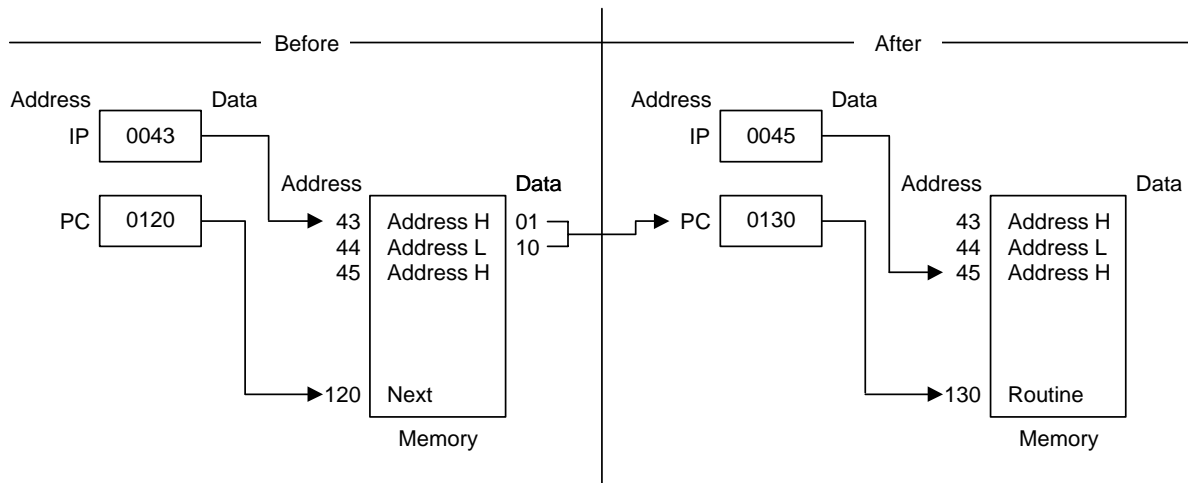 Before
Address Data
IP 0043
Address Data
PC 0120
43 Address H 01
44 Address L 10
45 Address H
120 Next
Memory
After
Address Data
IP 0045
Address Data
PC 0130
43 Address H
44 Address L
45 Address H
130 Routine
Memory